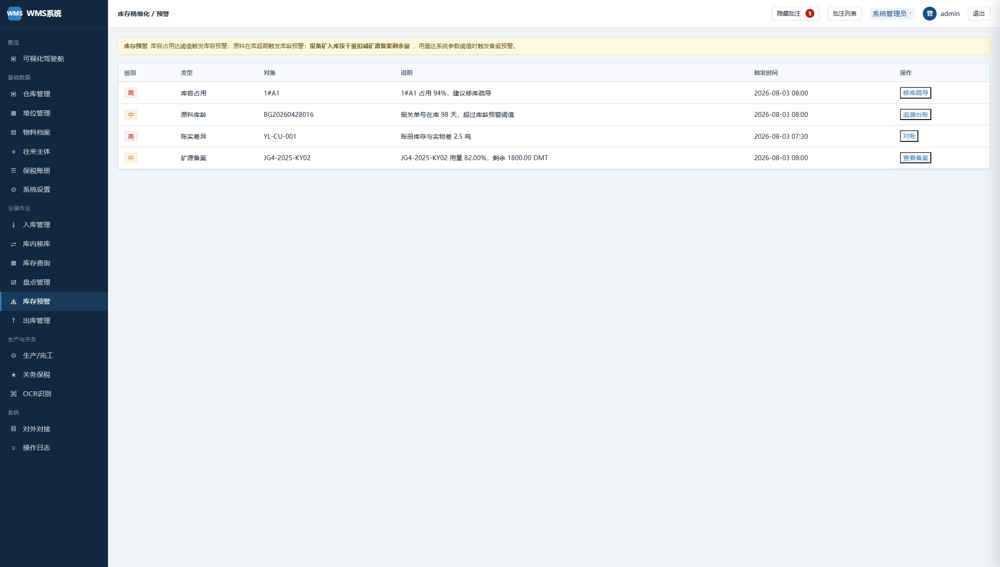 WMS WMS系统
库存精细化 / 预警
隐藏批注 1
批注列表
系统管理员
管 admin
退出
概览
可视化驾驶舱
基础数据
仓库管理
堆位管理
物料档案
往来主体
保税账册
系统设置
仓储作业
入库管理
库内移库
库存查询
盘点管理
库存预警
出库管理
生产与关务
生产/完工
关务保税
OCR识别
系统
对外对接
操作日志
库存预警 库容占用达阈值触发库容预警；原料在库超期触发库龄预警；报备矿入库按干重扣减矿源备案剩余量 ，用量达系统参数阈值时触发备案预警。
级别 类型 对象 说明 触发时间 操作
高 库容占用 1#A1 1#A1 占用 94%，建议移库疏导 2026-08-03 08:00 移库疏导
中 原料库龄 BG20260428016 报关单号在库 98 天，超过库龄预警阈值 2026-08-03 08:00 追溯台账
高 账实差异 YL-CU-001 账册库存与实物差 2.5 吨 2026-08-03 07:30 对账
中 矿源备案 JG4-2025-KY02 JG4-2025-KY02 用量 82.00%，剩余 1800.00 DMT 2026-08-03 08:00 查看备案